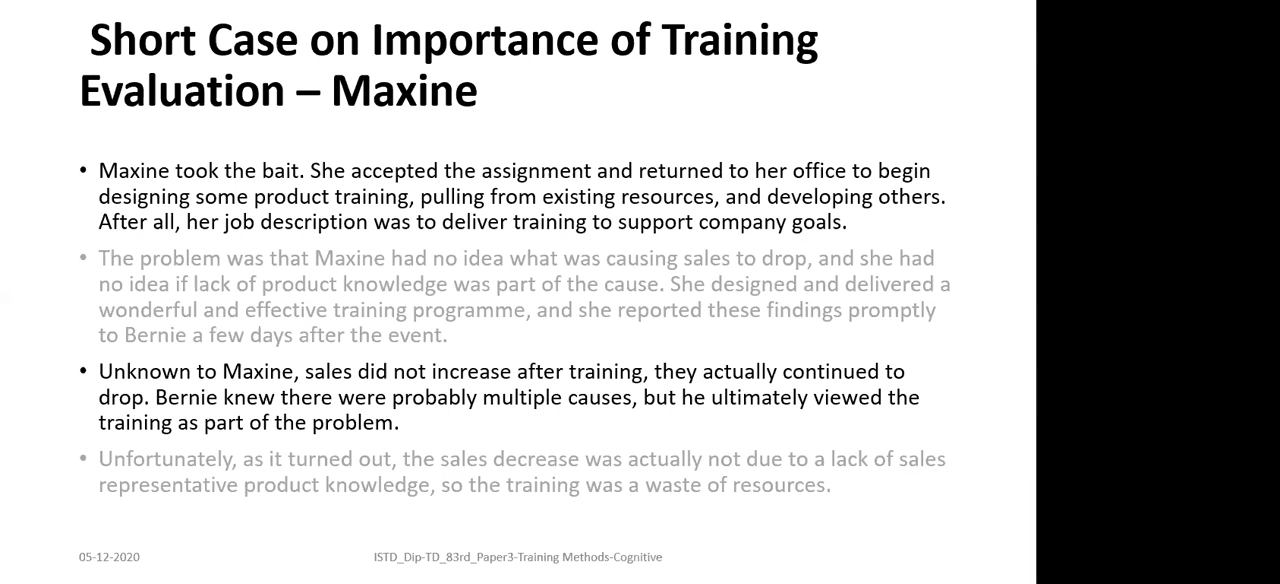 Short Case on Importance of Training
Evaluation – Maxine
• Maxine took the bait. She accepted the assignment and returned to her office to begin
designing some product training, pulling from existing resources, and developing others.
After all, her job description was to deliver training to support company goals.
• The problem was that Maxine had no idea what was causing sales to drop, and she had
no idea if lack of product knowledge was part of the cause. She designed and delivered a
wonderful and effective training programme, and she reported these findings promptly
to Bernie a few days after the event.
• Unknown to Maxine, sales did not increase after training, they actually continued to
drop. Bernie knew there were probably multiple causes, but he ultimately viewed the
training as part of the problem.
• Unfortunately, as it turned out, the sales decrease was actually not due to a lack of sales
representative product knowledge, so the training was a waste of resources.
05-12-2020
ISTD_Dip-TD_83rd_Paper3-Training Methods-Cognitive